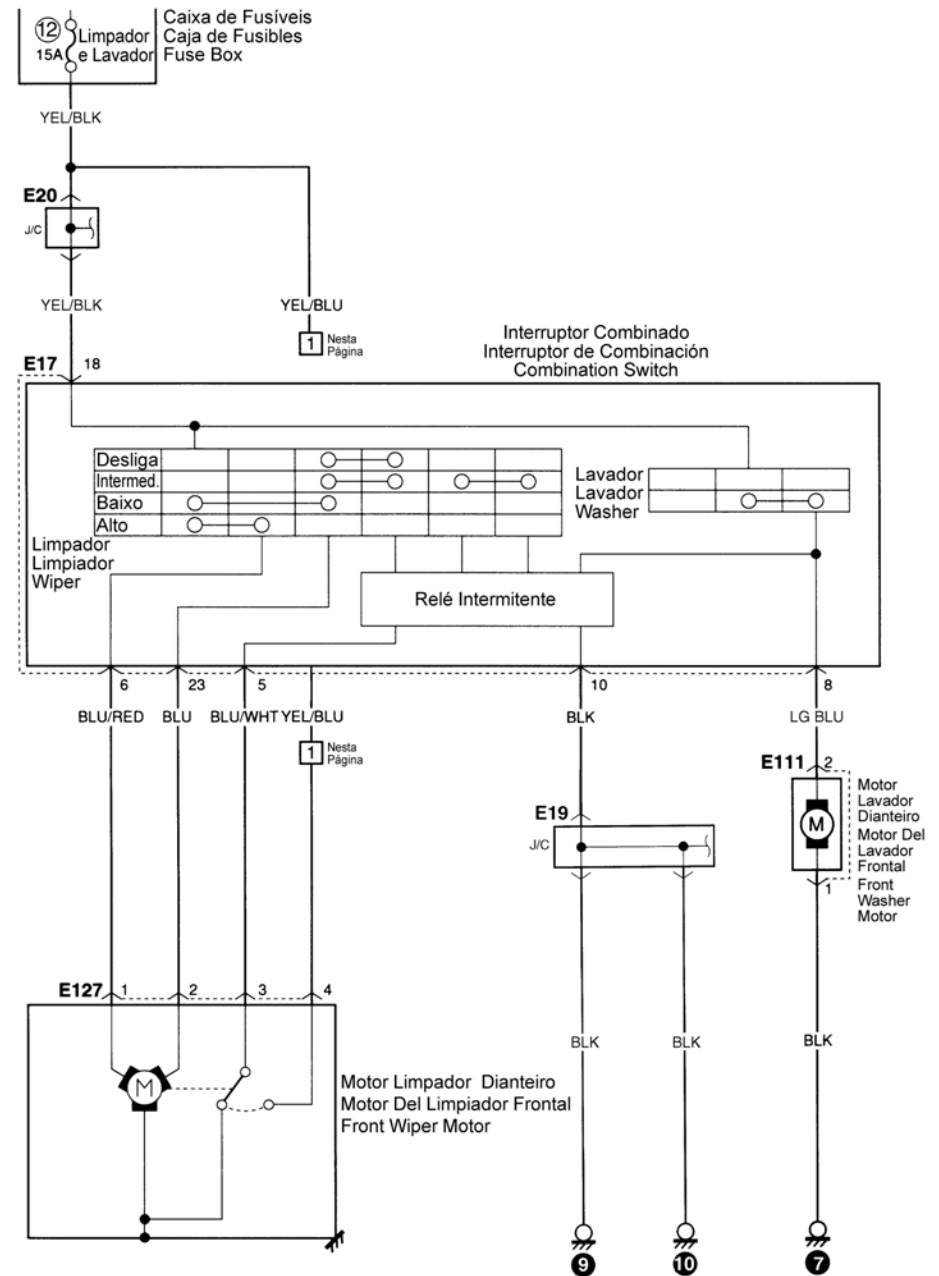 12
15A
Limpador
e Lavador
Caixa de Fusíveis
Caja de Fusibles
Fuse Box
YEL/BLK
E20
J/C
YEL/BLK
YEL/BLU
1
Nesta
Página
Interruptor Combinado
Interruptor de Combinación
Combination Switch
E17
18
Desliga
Intermed.
Baixo
Alto
Limpador
Limpiador
Wiper
Lavador
Lavador
Washer
Relé Intermitente
6
23
5
10
8
BLU/RED
BLU
BLU/WHT
YEL/BLU
BLK
LG BLU
1
Nesta
Página
E111
2
M
1
Motor
Lavador
Dianteiro
Motor Del
Lavador
Frontal
Front
Washer
Motor
E19
J/C
E127
1
2
3
4
M
Motor Limpador Dianteiro
Motor Del Limpiador Frontal
Front Wiper Motor
BLK
BLK
BLK
9
10
7